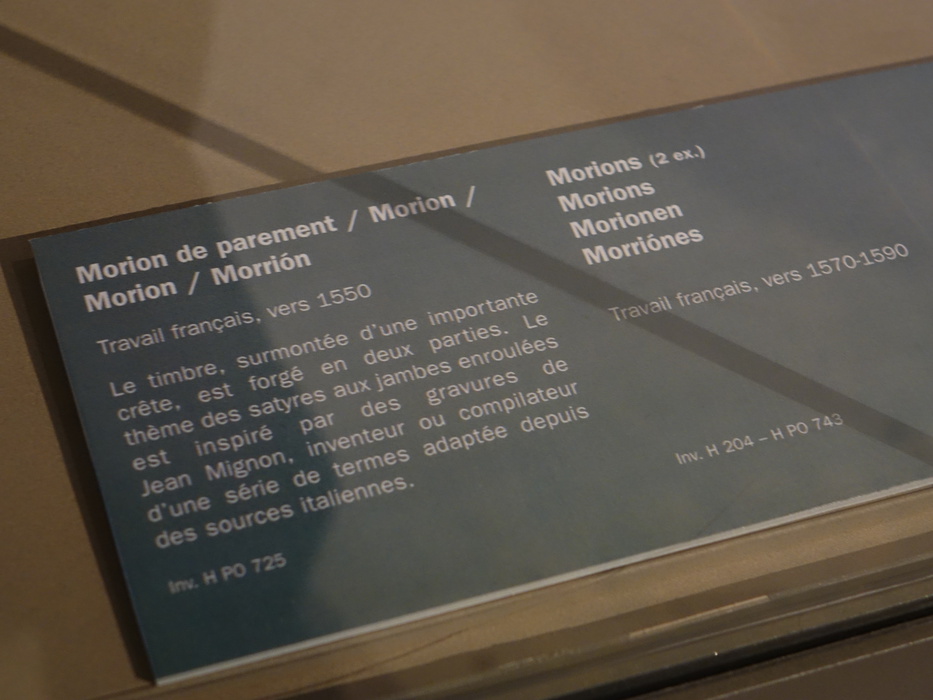 Morion de parement / Morion /
Morion / Morrión
Travail français, vers 1550
Le timbre, surmontée d'une importante
crête, est forgé en deux parties. Le
thème des satyres aux jambes enroulées
est inspiré par des gravures de
Jean Mignon, inventeur ou compilateur
d'une série de termes adaptée depuis
des sources italiennes.
Inv. H PO 725
Morions (2 ex.)
Morions
Morionen
Morriónes
Travail français, vers 1570-1590
Inv. H 204 – H PO 743